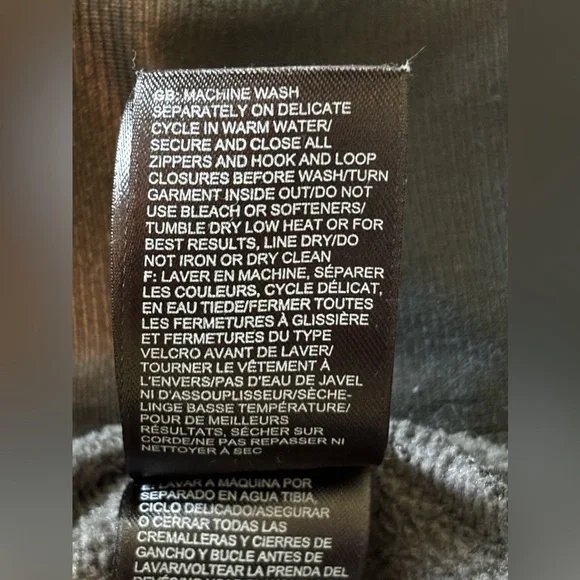 GB: MACHINE WASH
SEPARATELY ON DELICATE
CYCLE IN WARM WATER/
SECURE AND CLOSE ALL
ZIPPERS AND HOOK AND LOOP
CLOSURES BEFORE WASH/TURN
GARMENT INSIDE OUT/DO NOT
USE BLEACH OR SOFTENERS/
TUMBLE DRY LOW HEAT OR FOR
BEST RESULTS, LINE DRY/DO
NOT IRON OR DRY CLEAN
F: LAVER EN MACHINE, SÉPARER
LES COULEURS, CYCLE DÉLICAT,
EN EAU TIEDE/FERMER TOUTES
LES FERMETURES À GLISSIÈRE
ET FERMETURES DU TYPE
VELCRO AVANT DE LAVER/
TOURNER LE VÊTEMENT À
L'ENVERS/PAS D'EAU DE JAVEL
NI D'ASSOUPLISSEUR/SÈCHE-
LINGE BASSE TEMPÉRATURE/
POUR DE MEILLEURS
RÉSULTATS, SÉCHER SUR
CORDE/NE PAS REPASSER NI
NETTOYER À SEC
E: LAVAR A MÁQUINA POR
SEPARADO EN AGUA TIBIA,
CICLO DELICADO/ASEGURAR
O CERRAR TODAS LAS
CREMALLERAS Y CIERRES DE
GANCHO Y BUCLE ANTES DE
LAVAR/VOLTEAR LA PRENDA DEL